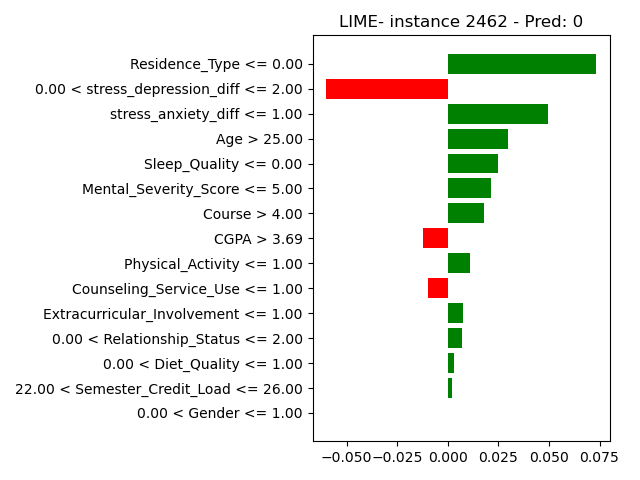 LIME- instance 2462 - Pred: 0
Residence_Type <= 0.00
0.00 < stress_depression_diff <= 2.00
stress_anxiety_diff <= 1.00
Age > 25.00
Sleep_Quality <= 0.00
Mental_Severity_Score <= 5.00
Course > 4.00
CGPA > 3.69
Physical_Activity <= 1.00
Counseling_Service_Use <= 1.00
Extracurricular_Involvement <= 1.00
0.00 < Relationship_Status <= 2.00
0.00 < Diet_Quality <= 1.00
22.00 < Semester_Credit_Load <= 26.00
0.00 < Gender <= 1.00
−0.050 −0.025 0.000 0.025 0.050 0.075